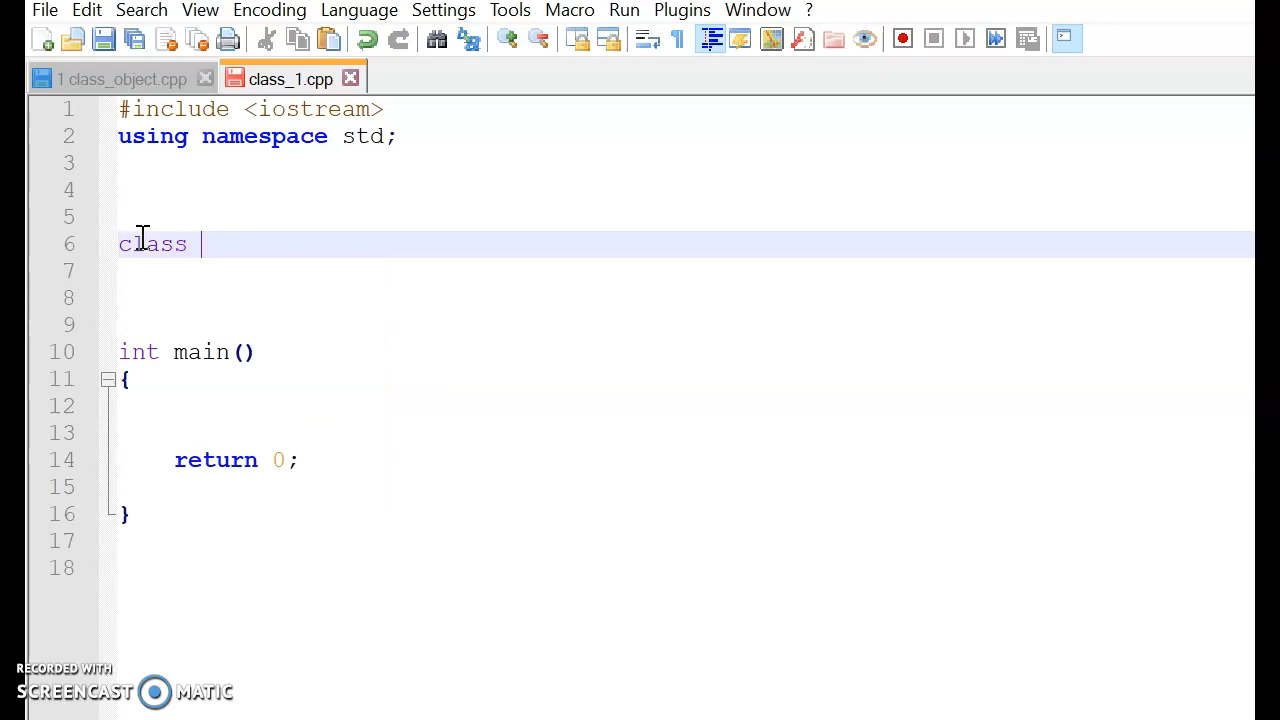 File Edit Search View Encoding Language Settings Tools Macro Run Plugins Window ?
1 class_object.cpp class_1.cpp
1 #include <iostream>
2 using namespace std;
3
4
5
6 class
7
8
9
10 int main()
11 {
12
13
14 return 0;
15
16 }
17
18
RECORDED WITH
SCREENCAST MATIC